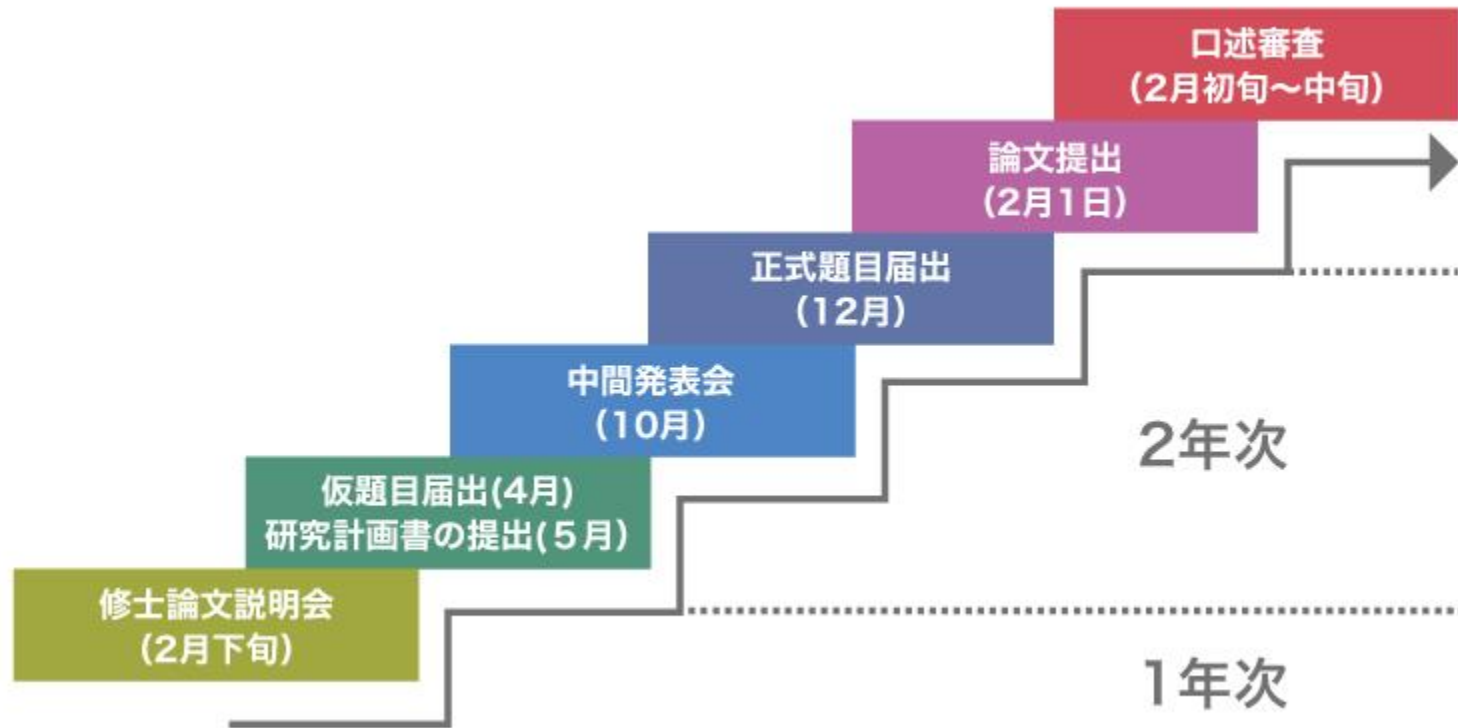 口述審査
（2月初旬〜中旬）
論文提出
（2月1日）
正式題目届出
（12月）
中間発表会
（10月）
2年次
仮題目届出(4月)
研究計画書の提出(５月）
修士論文説明会
（2月下旬）
1年次